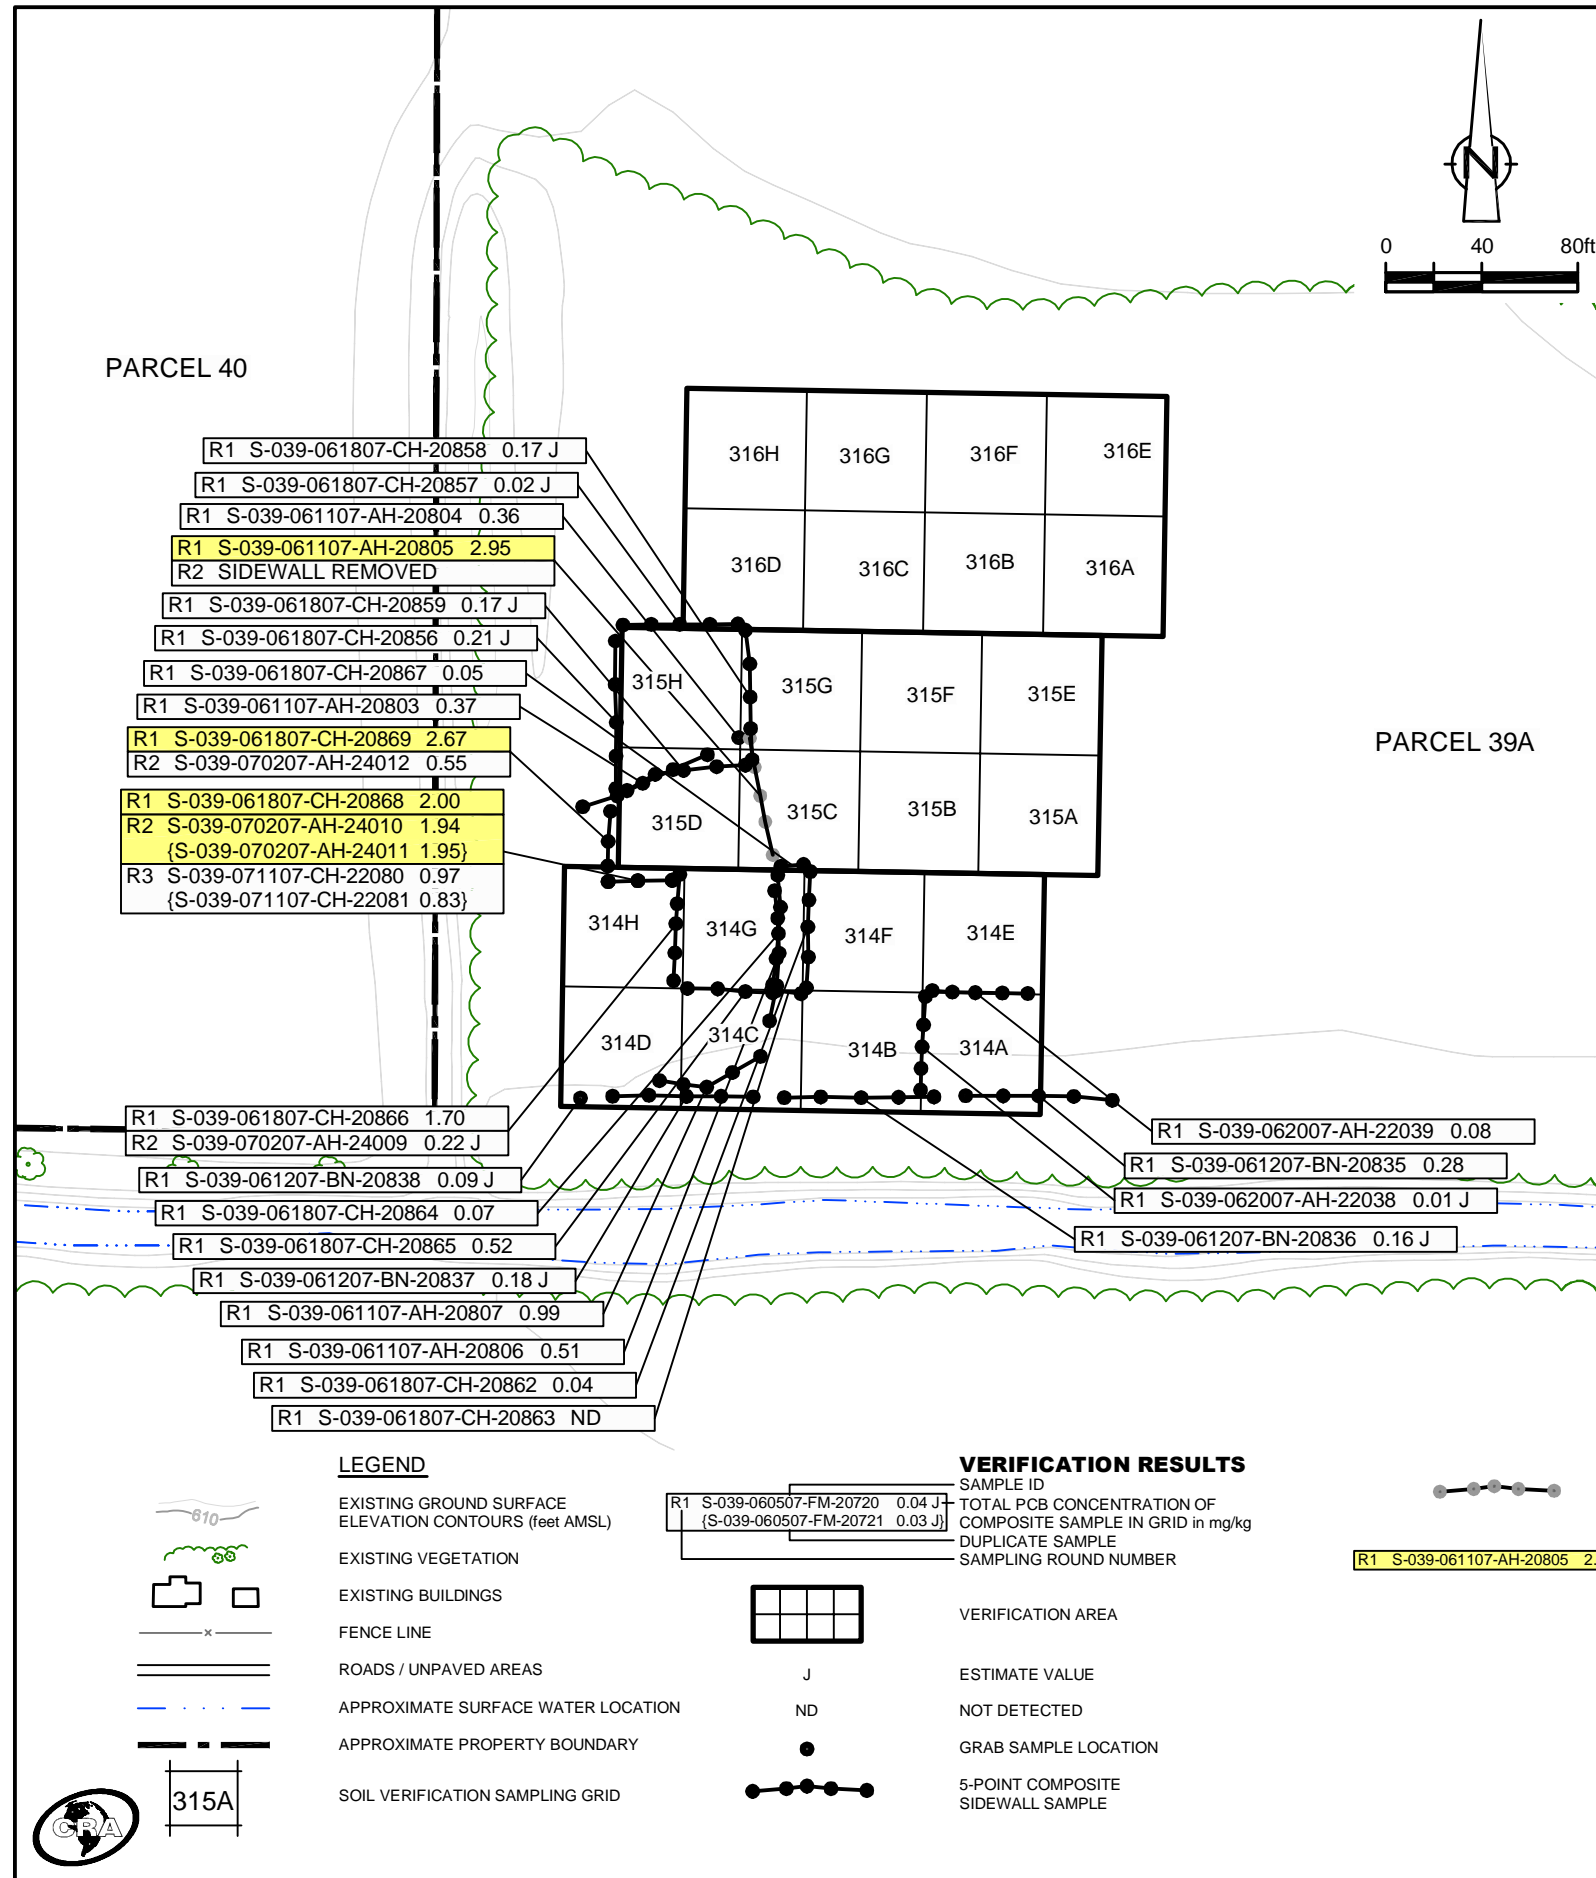 N
0 40 80ft
PARCEL 40
PARCEL 39A
316H 316G 316F 316E
316D 316C 316B 316A
315H 315G 315F 315E
315D 315C 315B 315A
314H 314G 314F 314E
314D 314C 314B 314A
R1 S-039-061807-CH-20858 0.17 J
R1 S-039-061807-CH-20857 0.02 J
R1 S-039-061107-AH-20804 0.36
R1 S-039-061107-AH-20805 2.95
R2 SIDEWALL REMOVED
R1 S-039-061807-CH-20859 0.17 J
R1 S-039-061807-CH-20856 0.21 J
R1 S-039-061807-CH-20867 0.05
R1 S-039-061107-AH-20803 0.37
R1 S-039-061807-CH-20869 2.67
R2 S-039-070207-AH-24012 0.55
R1 S-039-061807-CH-20868 2.00
R2 S-039-070207-AH-24010 1.94
{S-039-070207-AH-24011 1.95}
R3 S-039-071107-CH-22080 0.97
{S-039-071107-CH-22081 0.83}
R1 S-039-061807-CH-20866 1.70
R2 S-039-070207-AH-24009 0.22 J
R1 S-039-061207-BN-20838 0.09 J
R1 S-039-061807-CH-20864 0.07
R1 S-039-061807-CH-20865 0.52
R1 S-039-061207-BN-20837 0.18 J
R1 S-039-061107-AH-20807 0.99
R1 S-039-061107-AH-20806 0.51
R1 S-039-061807-CH-20862 0.04
R1 S-039-061807-CH-20863 ND
R1 S-039-062007-AH-22039 0.08
R1 S-039-061207-BN-20835 0.28
R1 S-039-062007-AH-22038 0.01 J
R1 S-039-061207-BN-20836 0.16 J
LEGEND
610
EXISTING GROUND SURFACE
ELEVATION CONTOURS (feet AMSL)
EXISTING VEGETATION
EXISTING BUILDINGS
x
FENCE LINE
ROADS / UNPAVED AREAS
APPROXIMATE SURFACE WATER LOCATION
APPROXIMATE PROPERTY BOUNDARY
315A
SOIL VERIFICATION SAMPLING GRID
CRA
VERIFICATION RESULTS
R1 S-039-060507-FM-20720 0.04 J
{S-039-060507-FM-20721 0.03 J}
SAMPLE ID
TOTAL PCB CONCENTRATION OF
COMPOSITE SAMPLE IN GRID in mg/kg
DUPLICATE SAMPLE
SAMPLING ROUND NUMBER
VERIFICATION AREA
J ESTIMATE VALUE
ND NOT DETECTED
GRAB SAMPLE LOCATION
5-POINT COMPOSITE
SIDEWALL SAMPLE
R1 S-039-061107-AH-20805 2.